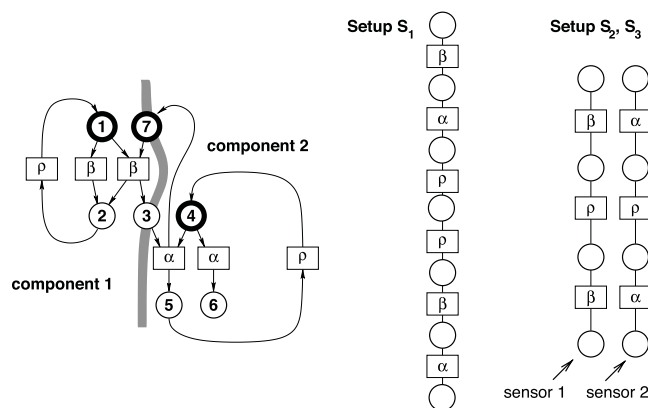 Setup S₁
Setup S₂, S₃
component 2
component 1
1
7
ρ
β
β
2
3
4
α
α
ρ
5
6
β
α
ρ
ρ
β
α
β
α
ρ
ρ
β
α
sensor 1
sensor 2